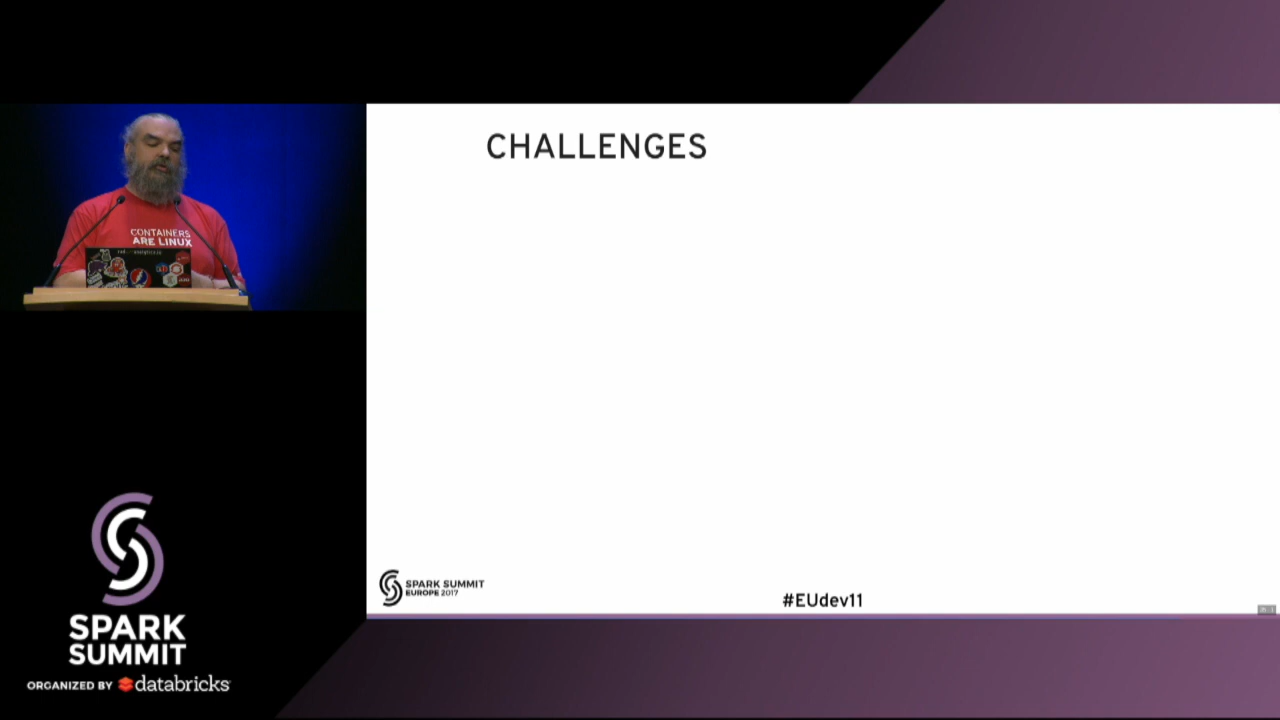 CHALLENGES
CONTAINERS
ARE LINUX
SPARK SUMMIT
EUROPE 2017
#EUdev11
SPARK
SUMMIT
ORGANIZED BY databricks